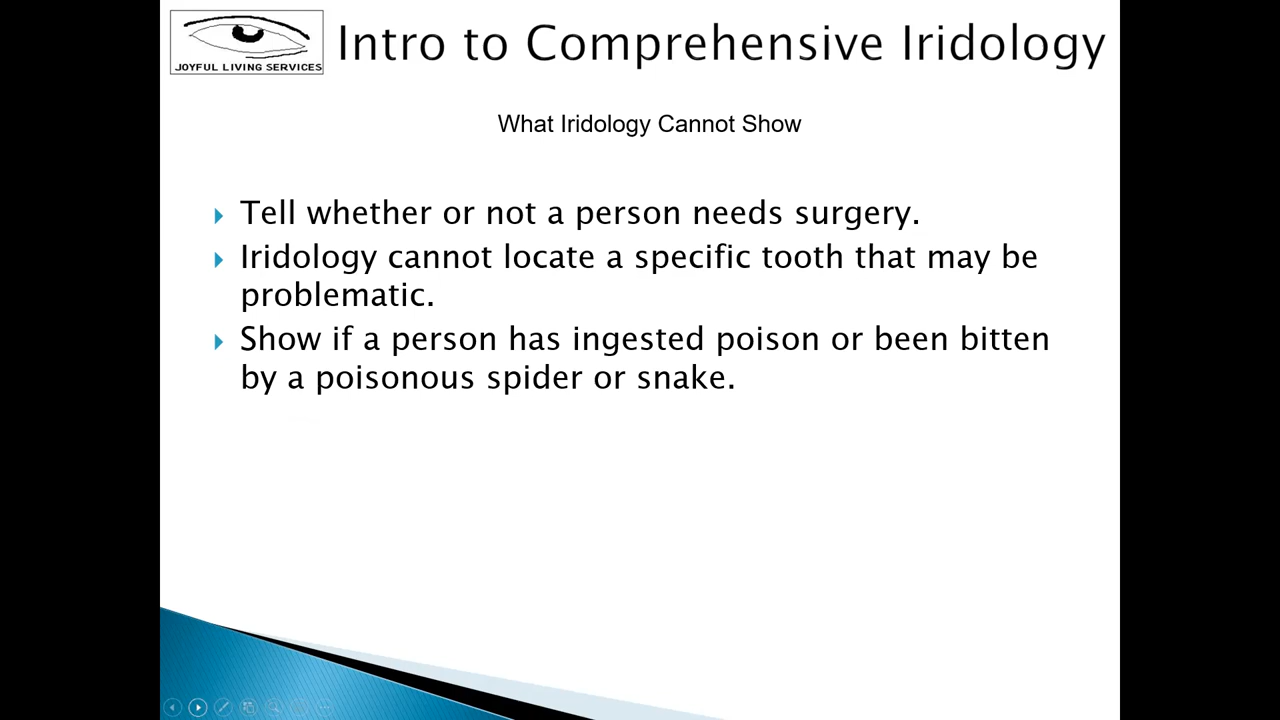 JOYFUL LIVING SERVICES
Intro to Comprehensive Iridology
What Iridology Cannot Show
Tell whether or not a person needs surgery.
Iridology cannot locate a specific tooth that may be
problematic.
Show if a person has ingested poison or been bitten
by a poisonous spider or snake.